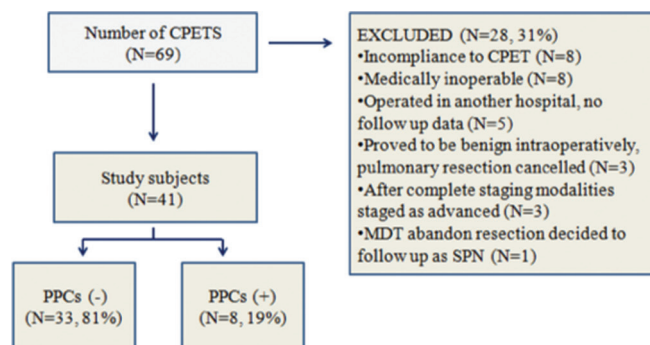 Number of CPETS
(N=69)
EXCLUDED (N=28, 31%)
•Incompliance to CPET (N=8)
•Medically inoperable (N=8)
•Operated in another hospital, no
follow up data (N=5)
•Proved to be benign intraoperatively,
pulmonary resection cancelled (N=3)
•After complete staging modalities
staged as advanced (N=3)
•MDT abandon resection decided to
follow up as SPN (N=1)
Study subjects
(N=41)
PPCs (-)
(N=33, 81%)
PPCs (+)
(N=8, 19%)